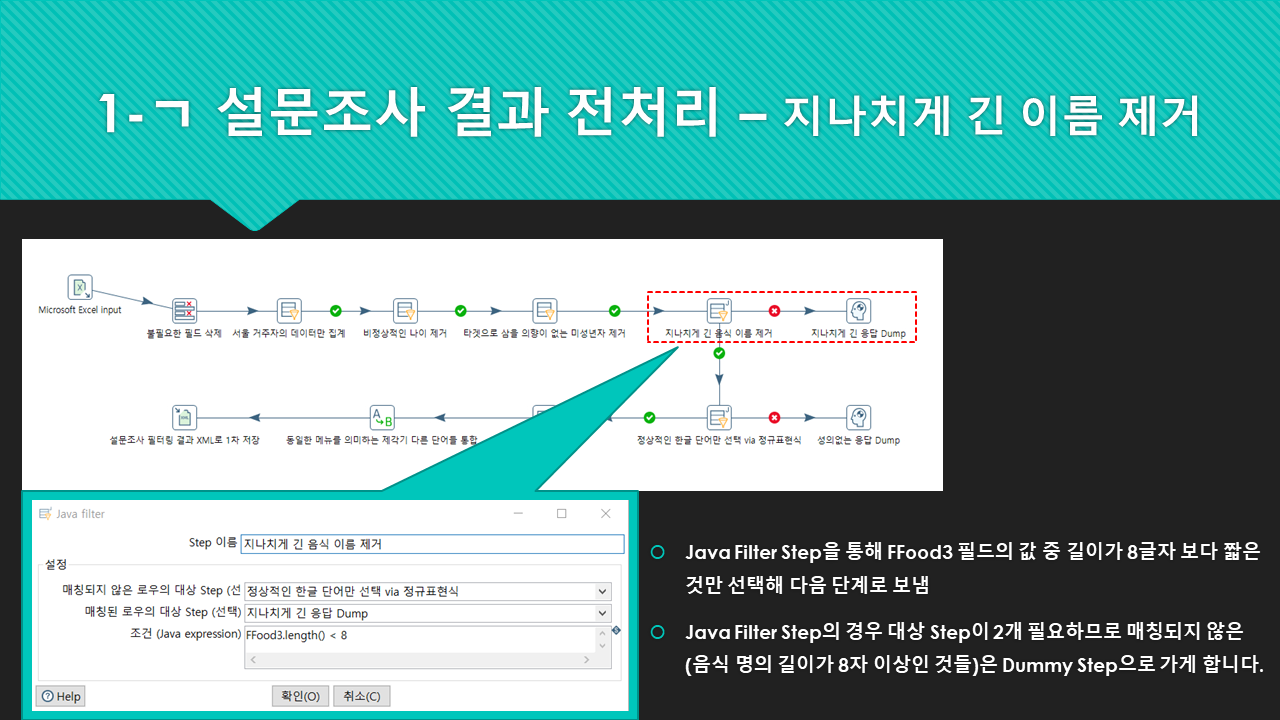 1-ㄱ 설문조사 결과 전처리 – 지나치게 긴 이름 제거
Microsoft Excel Input
불필요한 필드 삭제
서울 거주자의 데이터만 집계
비정상적인 나이 제거
타겟으로 삼을 의향이 없는 미성년자 제거
지나치게 긴 음식 이름 제거
지나치게 긴 응답 Dump
설문조사 필터링 결과 XML로 1차 저장
동일한 메뉴를 의미하는 제각기 다른 단어를 통합
정상적인 한글 단어만 선택 via 정규표현식
성의없는 응답 Dump
Java filter
Step 이름 지나치게 긴 음식 이름 제거
설정
매칭되지 않은 로우의 대상 Step (선 정상적인 한글 단어만 선택 via 정규표현식
매칭된 로우의 대상 Step (선택) 지나치게 긴 응답 Dump
조건 (Java expression) FFood3.length() < 8
Help 확인(O) 취소(C)
Java Filter Step을 통해 FFood3 필드의 값 중 길이가 8글자 보다 짧은
것만 선택해 다음 단계로 보냄
Java Filter Step의 경우 대상 Step이 2개 필요하므로 매칭되지 않은
(음식 명의 길이가 8자 이상인 것들)은 Dummy Step으로 가게 합니다.